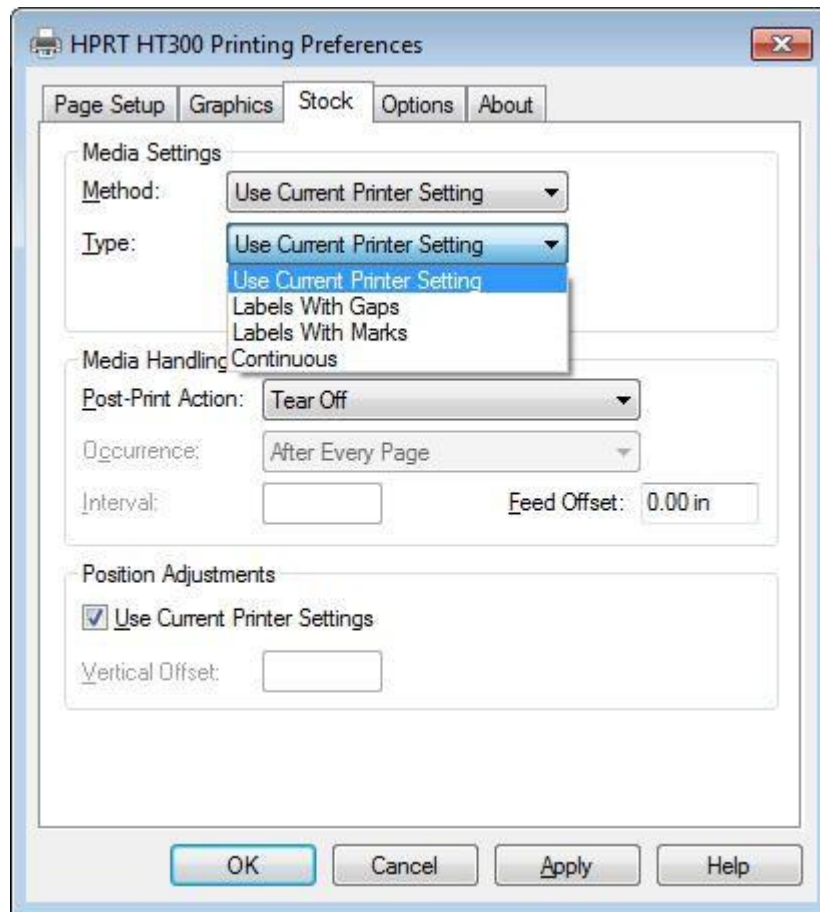 HPRT HT300 Printing Preferences
Page Setup Graphics Stock Options About
Media Settings
Method: Use Current Printer Setting
Type: Use Current Printer Setting
Use Current Printer Setting
Labels With Gaps
Labels With Marks
Continuous
Media Handling
Post-Print Action: Tear Off
Occurrence: After Every Page
Interval: Feed Offset: 0.00 in
Position Adjustments
Use Current Printer Settings
Vertical Offset:
OK Cancel Apply Help